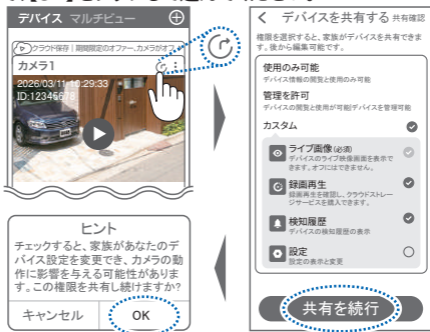 デバイス マルチビュー
クラウド保存｜期間限定のオファー、カメラがオフ
カメラ1
2026/03/11 10:29:33
ID:12345678
デバイスを共有する 共有確認
権限を選択すると、家族がデバイスを共有できま
す。後から編集可能です。
使用のみ可能
デバイス情報の閲覧と使用のみ可能
管理を許可
デバイスの閲覧と使用が可能/デバイスを管理可能
カスタム
ライブ画像(必須)
デバイスのライブ映像画面を表示で
きます。オフにはできません。
録画再生
録画再生を確認し、クラウドストレー
ジサービスを購入できます。
検知履歴
デバイスの検知履歴の表示
設定
設定の表示と変更
共有を続行
ヒント
チェックすると、家族があなたのデ
バイス設定を変更でき、カメラの動
作に影響を与える可能性がありま
す。この権限を共有し続けますか?
キャンセル
OK